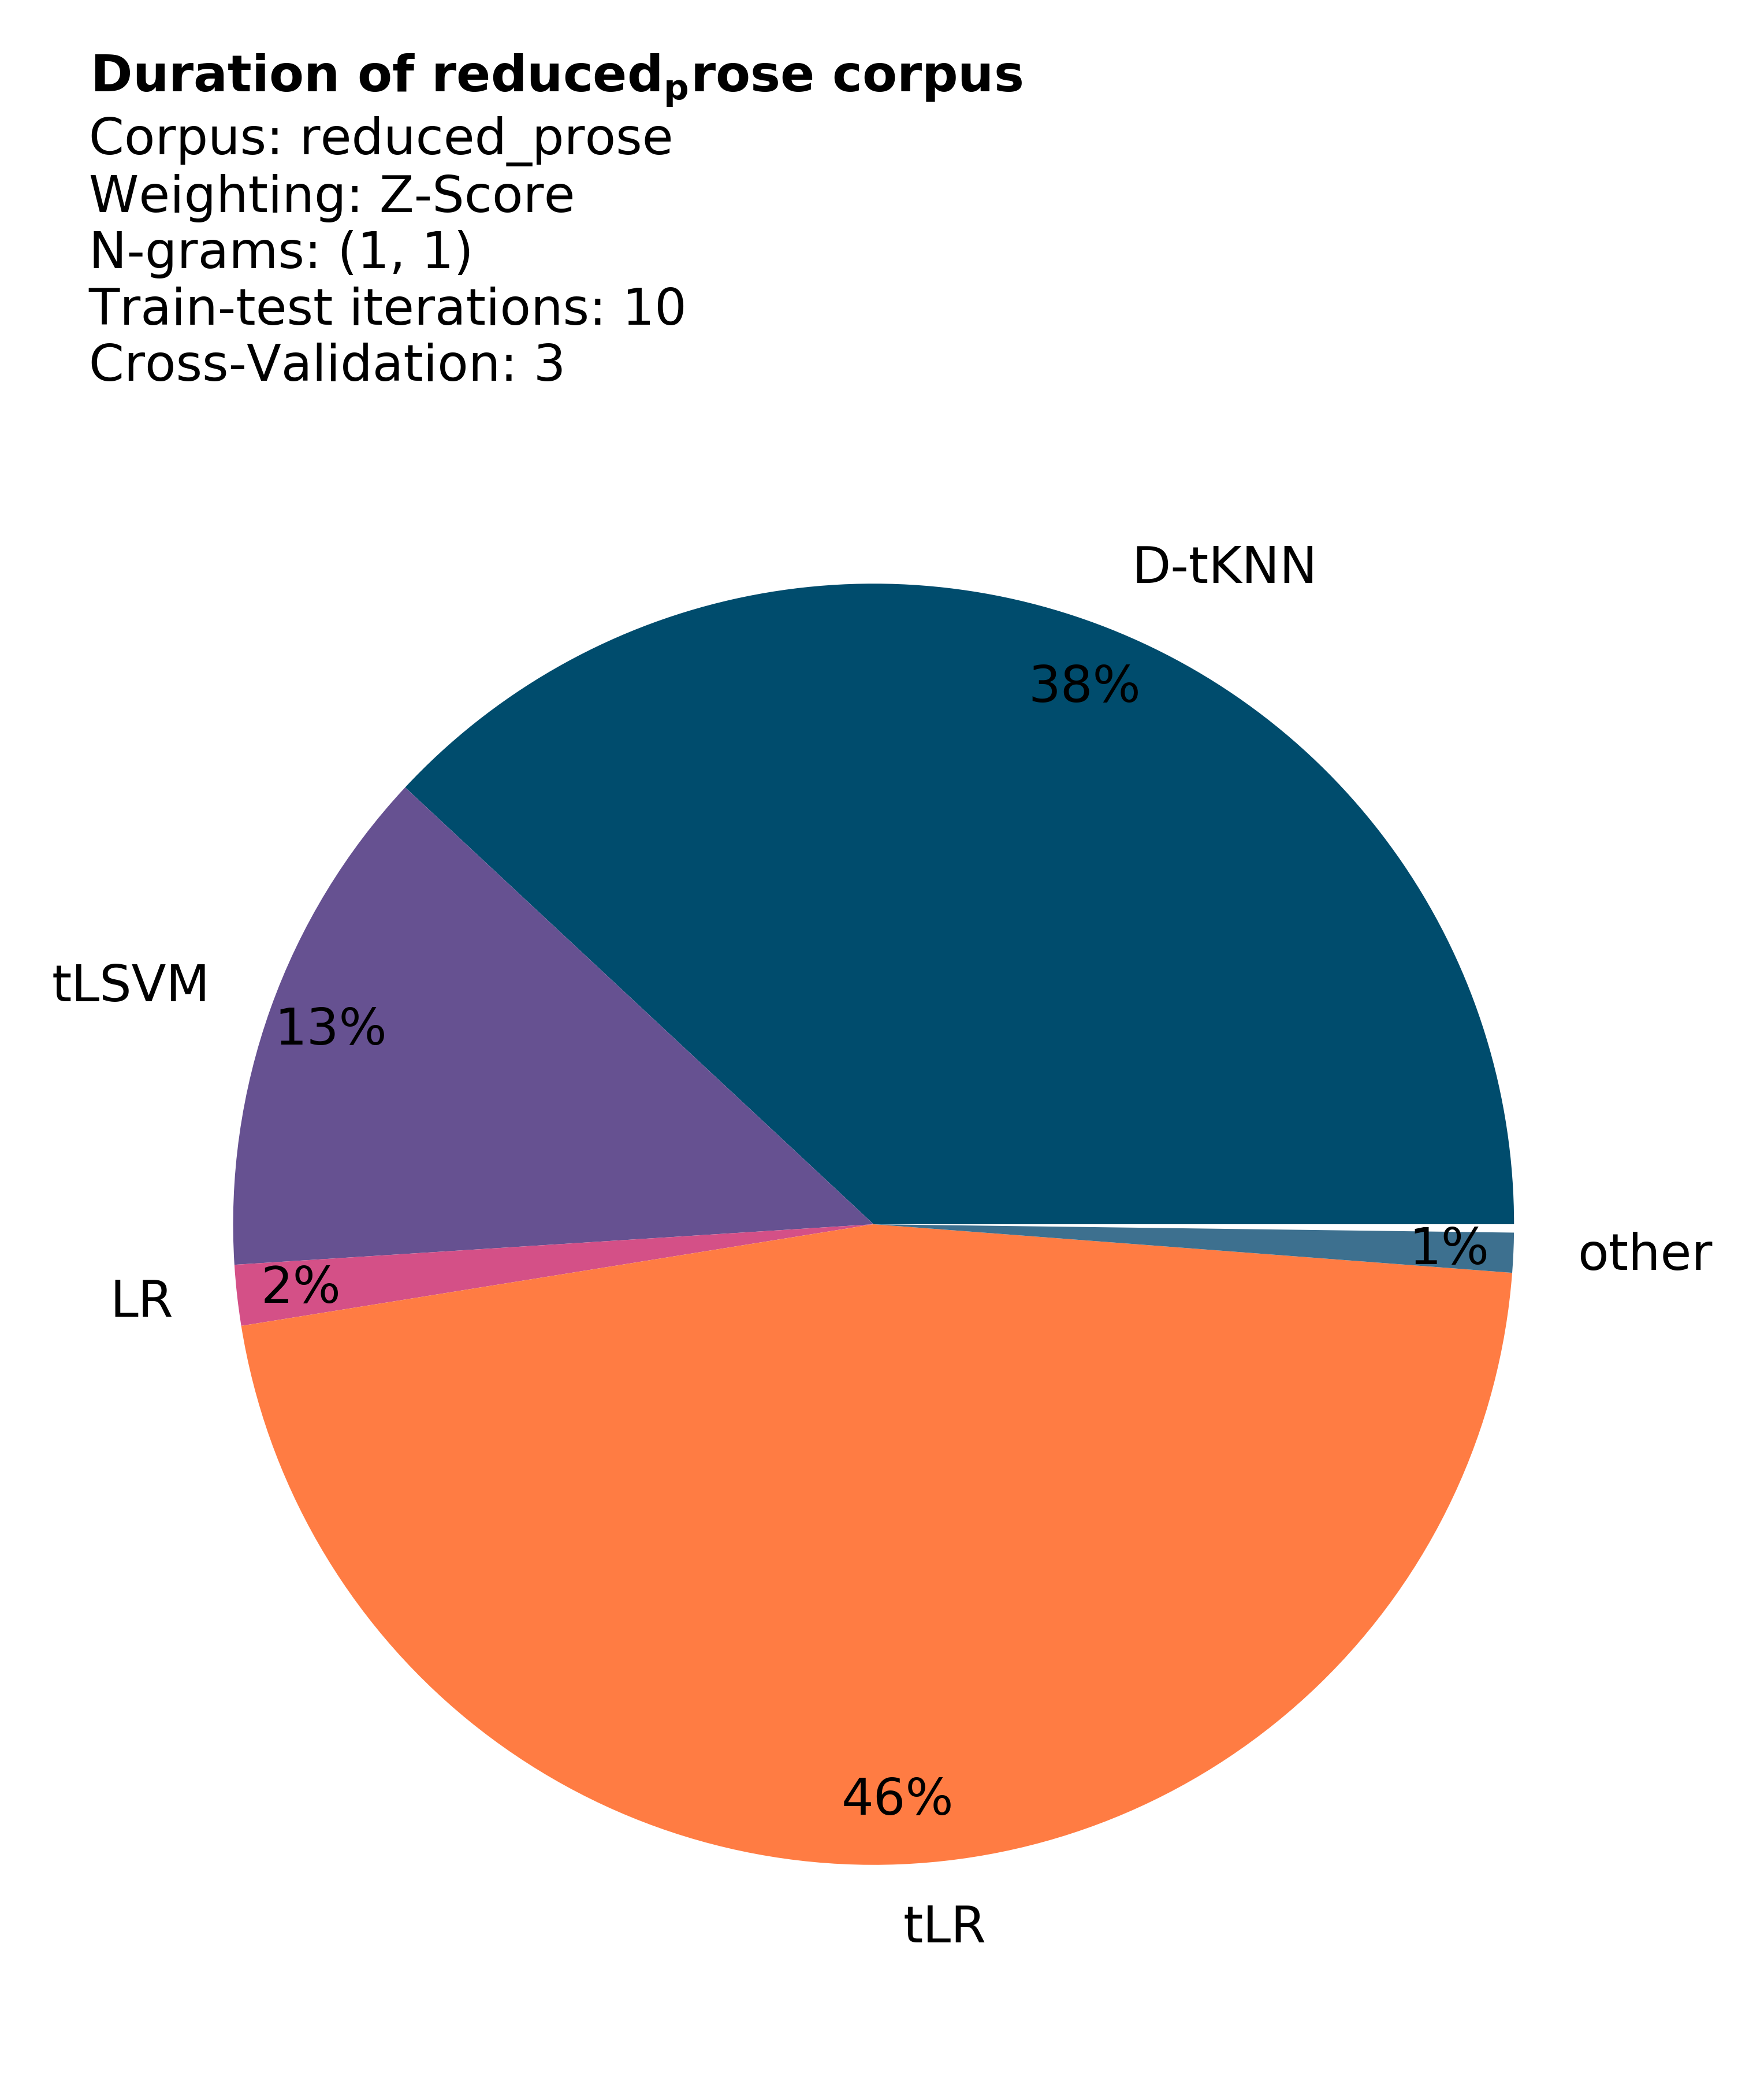 Duration of reducedₚrose corpus
Corpus: reduced_prose
Weighting: Z-Score
N-grams: (1, 1)
Train-test iterations: 10
Cross-Validation: 3
D-tKNN
38%
tLSVM
13%
LR
2%
1%
other
46%
tLR